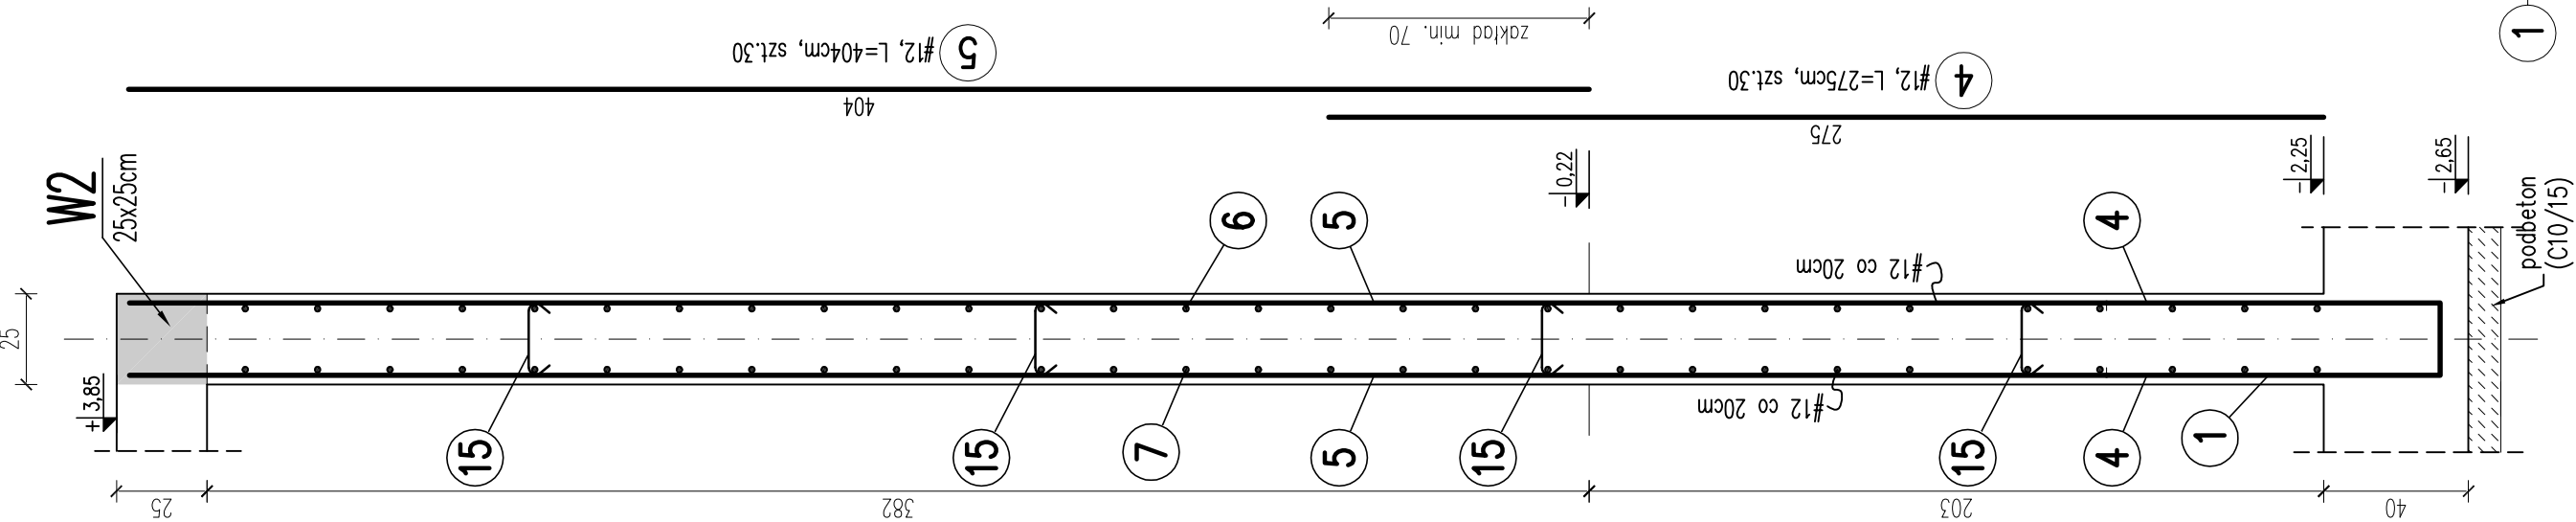 5
#12, L=404cm, szt.30
404
zakład min. 70
4
#12, L=275cm, szt.30
275
1
W2
25x25cm
25
+3,85
-0,22
-2,25
-2,65
podbeton
(C10/15)
6
5
4
#12 co 20cm
#12 co 20cm
15
15
7
5
15
15
4
1
25
382
203
40